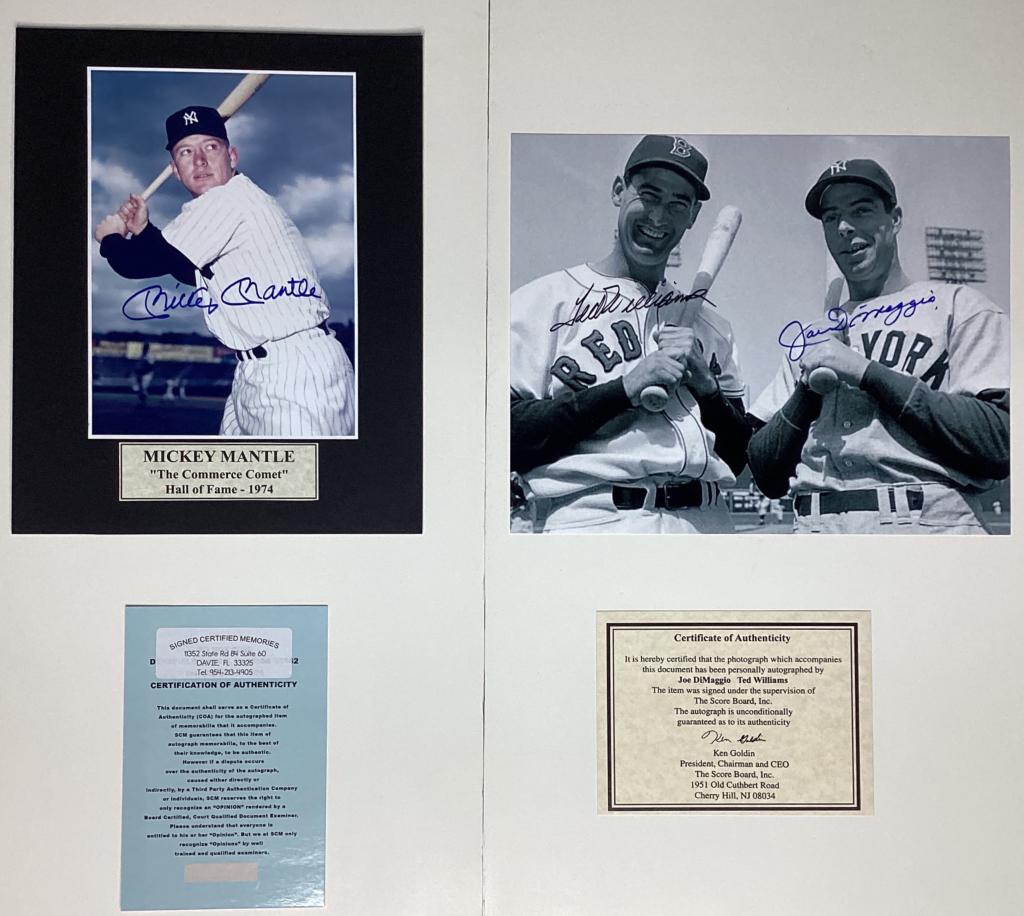 NY
Mickey Mantle
MICKEY MANTLE
"The Commerce Comet"
Hall of Fame - 1974
SIGNED CERTIFIED MEMORIES
11352 State Rd 84 Suite 60
DAVIE, FL 33325
Tel. 954-213-4905
CERTIFICATION OF AUTHENTICITY
This document shall serve as a Certificate of
Authenticity (COA) for the autographed item
of memorabilia that it accompanies.
SCM guarantees that this item of
autograph memorabilia, to the best of
their knowledge, to be authentic.
However if a dispute occurs
over the authenticity of the autograph,
caused either directly or
indirectly, by a Third Party Authentication Company
or individuals, SCM reserves the right to
only recognize an "OPINION" rendered by a
Board Certified, Court Qualified Document Examiner.
Please understand that everyone is
entitled to his or her "Opinion". But we at SCM only
recognize "Opinions" by well
trained and qualified examiners.
B
NY
Ted Williams
Joe DiMaggio
RED
YORK
Certificate of Authenticity
It is hereby certified that the photograph which accompanies
this document has been personally autographed by
Joe DiMaggio Ted Williams
The item was signed under the supervision of
The Score Board, Inc.
The autograph is unconditionally
guaranteed as to its authenticity
Ken Goldin
Ken Goldin
President, Chairman and CEO
The Score Board, Inc.
1951 Old Cuthbert Road
Cherry Hill, NJ 08034